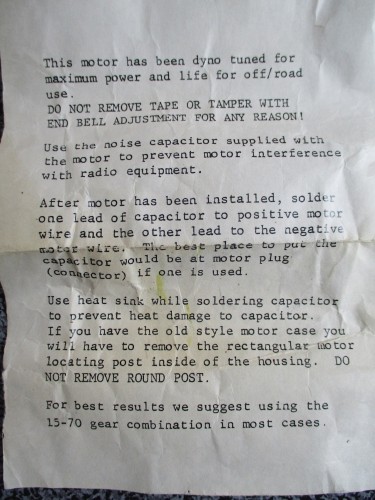 This motor has been dyno tuned for
maximum power and life for off/road
use.
DO NOT REMOVE TAPE OR TAMPER WITH
END BELL ADJUSTMENT FOR ANY REASON!
Use the noise capacitor supplied with
the motor to prevent motor interference
with radio equipment.
After motor has been installed, solder
one lead of capacitor to positive motor
wire and the other lead to the negative
motor wire. The best place to put the
capacitor would be at motor plug
(connector) if one is used.
Use heat sink while soldering capacitor
to prevent heat damage to capacitor.
If you have the old style motor case you
will have to remove the rectangular motor
locating post inside of the housing. DO
NOT REMOVE ROUND POST.
For best results we suggest using the
15-70 gear combination in most cases.